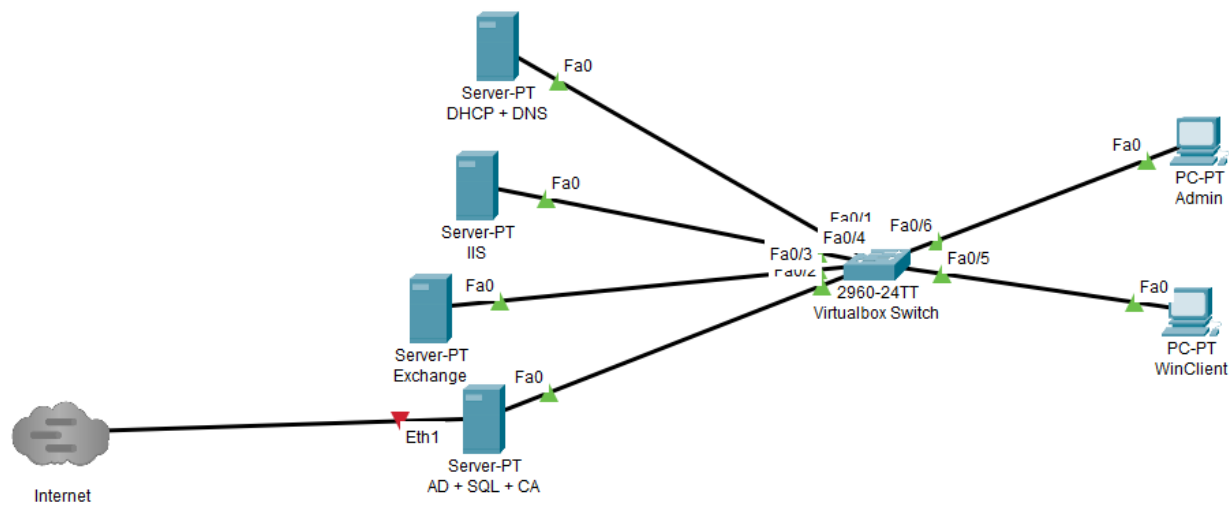 Fa0
Server-PT
DHCP + DNS
Fa0
Server-PT
IIS
Fa0
Server-PT
Exchange
Fa0
Eth1
Server-PT
AD + SQL + CA
Internet
Fa0/1
Fa0/4
Fa0/3
Fa0/2
Fa0/6
Fa0/5
2960-24TT
Virtualbox Switch
Fa0
PC-PT
Admin
Fa0
PC-PT
WinClient